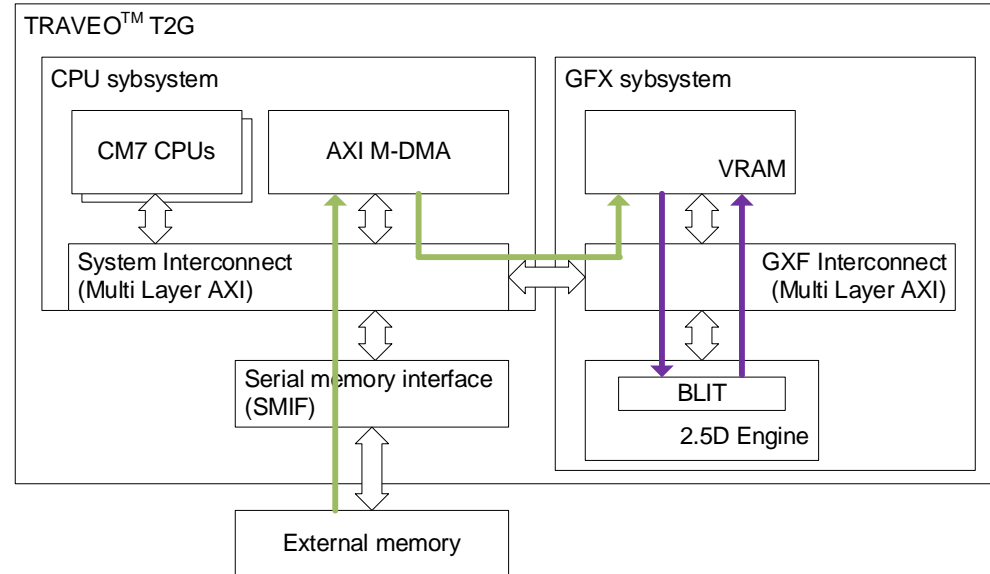 TRAVEO™ T2G
CPU sybsystem
CM7 CPUs
AXI M-DMA
System Interconnect
(Multi Layer AXI)
Serial memory interface
(SMIF)
External memory
GFX sybsystem
VRAM
GXF Interconnect
(Multi Layer AXI)
BLIT
2.5D Engine